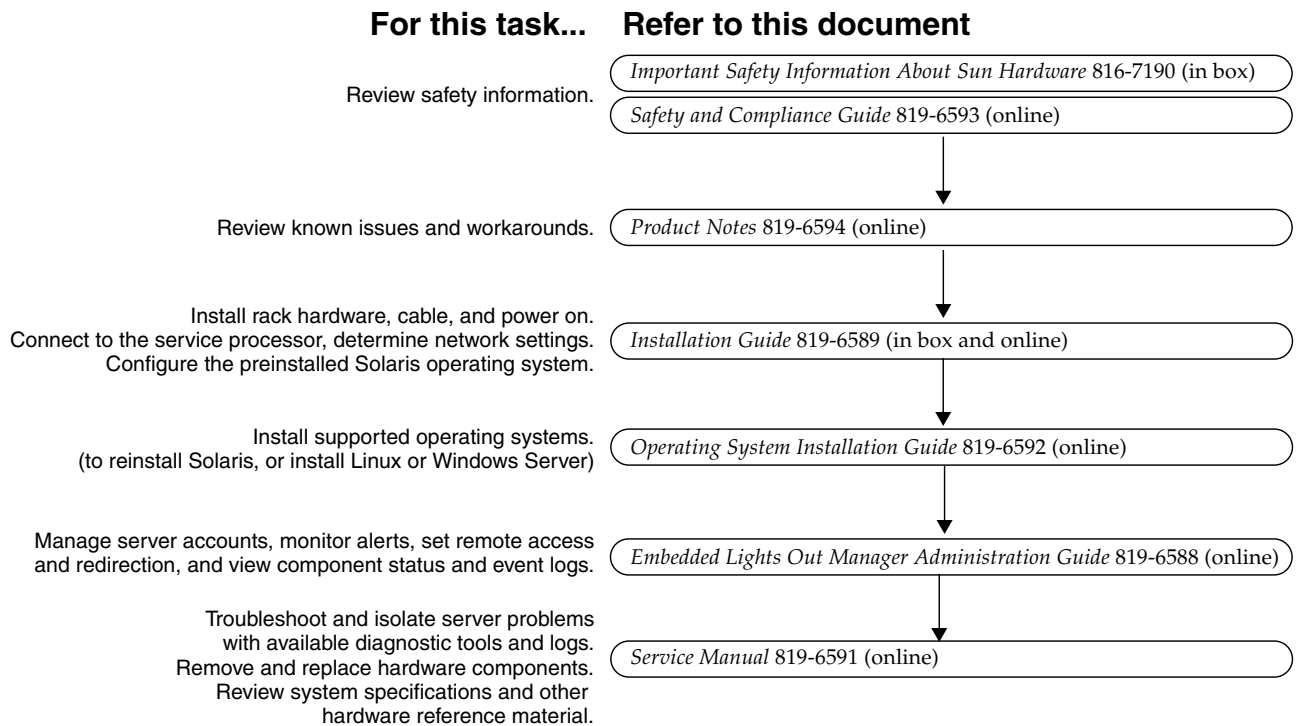 For this task... Refer to this document
Review safety information.
Important Safety Information About Sun Hardware 816-7190 (in box)
Safety and Compliance Guide 819-6593 (online)
Review known issues and workarounds.
Product Notes 819-6594 (online)
Install rack hardware, cable, and power on.
Connect to the service processor, determine network settings.
Configure the preinstalled Solaris operating system.
Installation Guide 819-6589 (in box and online)
Install supported operating systems.
(to reinstall Solaris, or install Linux or Windows Server)
Operating System Installation Guide 819-6592 (online)
Manage server accounts, monitor alerts, set remote access
and redirection, and view component status and event logs.
Embedded Lights Out Manager Administration Guide 819-6588 (online)
Troubleshoot and isolate server problems
with available diagnostic tools and logs.
Remove and replace hardware components.
Review system specifications and other
hardware reference material.
Service Manual 819-6591 (online)